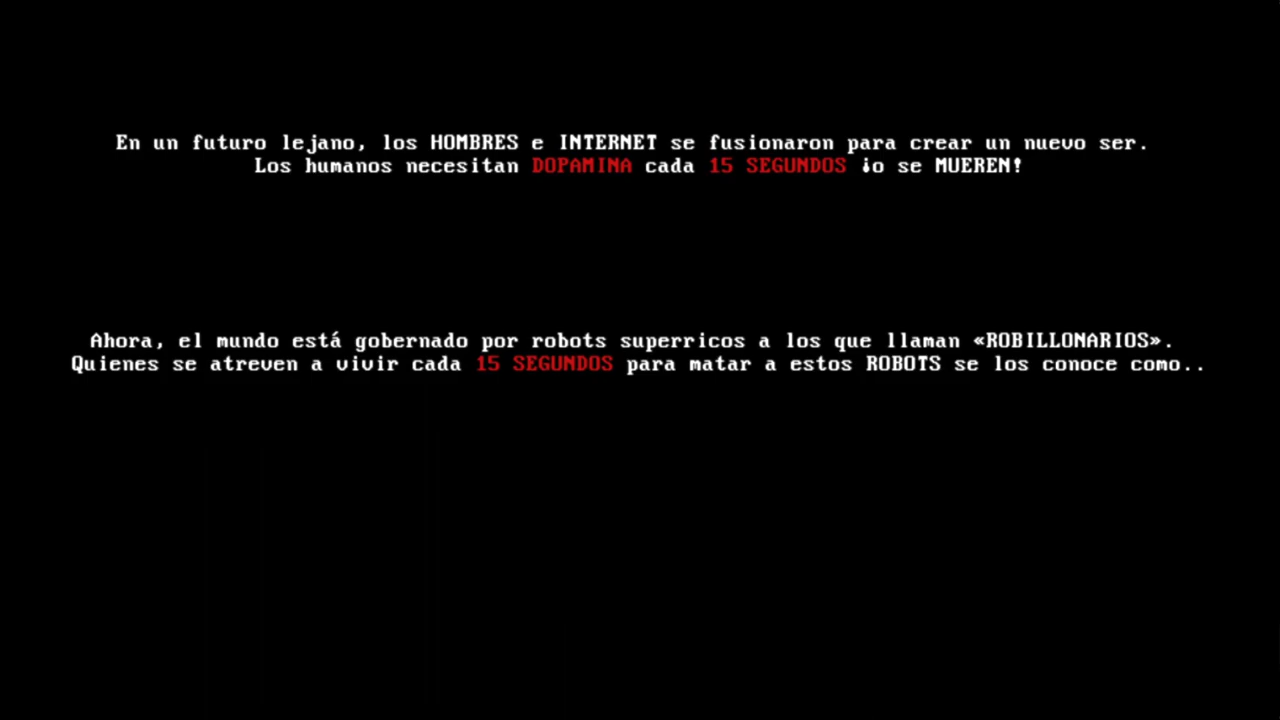 En un futuro lejano, los HOMBRES e INTERNET se fusionaron para crear un nuevo ser.
Los humanos necesitan DOPAMINA cada 15 SEGUNDOS ¡o se MUEREN!
Ahora, el mundo está gobernado por robots superricos a los que llaman «ROBILLONARIOS».
Quienes se atreven a vivir cada 15 SEGUNDOS para matar a estos ROBOTS se los conoce como..